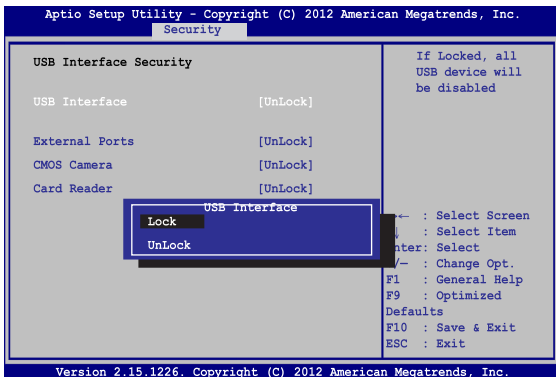 Aptio Setup Utility - Copyright (C) 2012 American Megatrends, Inc.
Security
USB Interface Security
USB Interface [UnLock]
External Ports [UnLock]
CMOS Camera [UnLock]
Card Reader [UnLock]
USB Interface
Lock
UnLock
If Locked, all
USB device will
be disabled
→← : Select Screen
↓ : Select Item
nter: Select
/— : Change Opt.
F1 : General Help
F9 : Optimized
Defaults
F10 : Save & Exit
ESC : Exit
Version 2.15.1226. Copyright (C) 2012 American Megatrends, Inc.